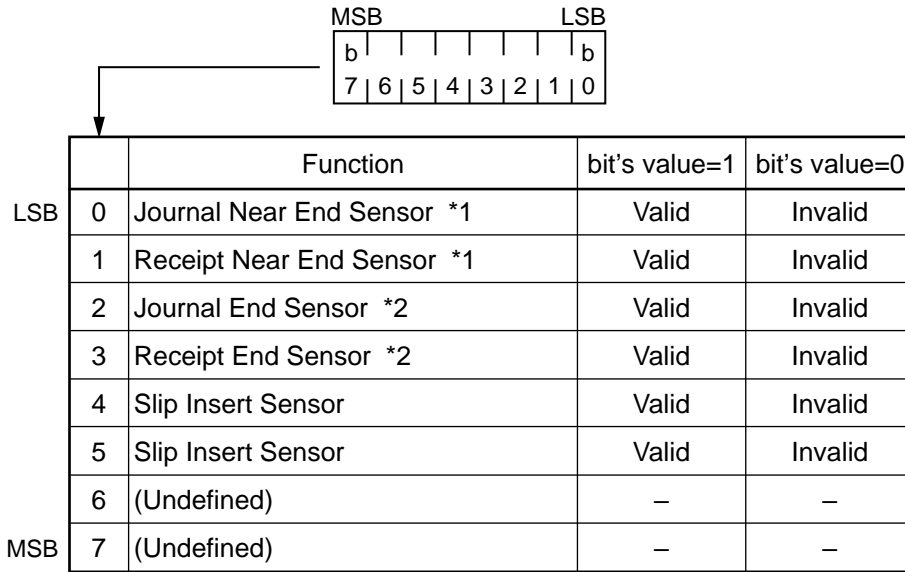 MSB LSB
b b
7 6 5 4 3 2 1 0
Function bit's value=1 bit's value=0
LSB 0 Journal Near End Sensor *1 Valid Invalid
1 Receipt Near End Sensor *1 Valid Invalid
2 Journal End Sensor *2 Valid Invalid
3 Receipt End Sensor *2 Valid Invalid
4 Slip Insert Sensor Valid Invalid
5 Slip Insert Sensor Valid Invalid
6 (Undefined) – –
MSB 7 (Undefined) – –